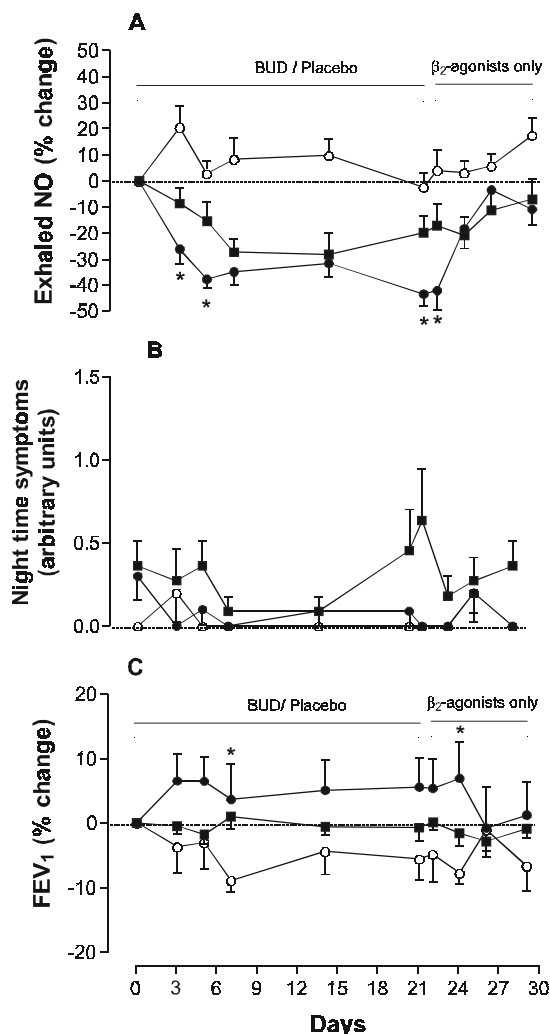 A
50
40
30
20
10
0
-10
-20
-30
-40
-50
Exhaled NO (% change)
BUD / Placebo
β2-agonists only
*
*
* *
B
1.5
1.0
0.5
0.0
Night time symptoms
(arbitrary units)
C
20
10
0
-10
-20
FEV1 (% change)
BUD/ Placebo
β2-agonists only
*
*
0 3 6 9 12 15 18 21 24 27 30
Days